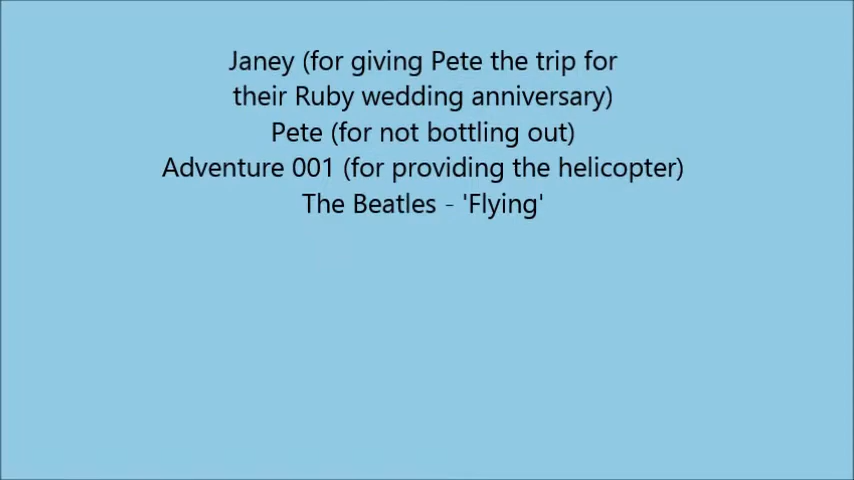 Janey (for giving Pete the trip for
their Ruby wedding anniversary)
Pete (for not bottling out)
Adventure 001 (for providing the helicopter)
The Beatles - 'Flying'